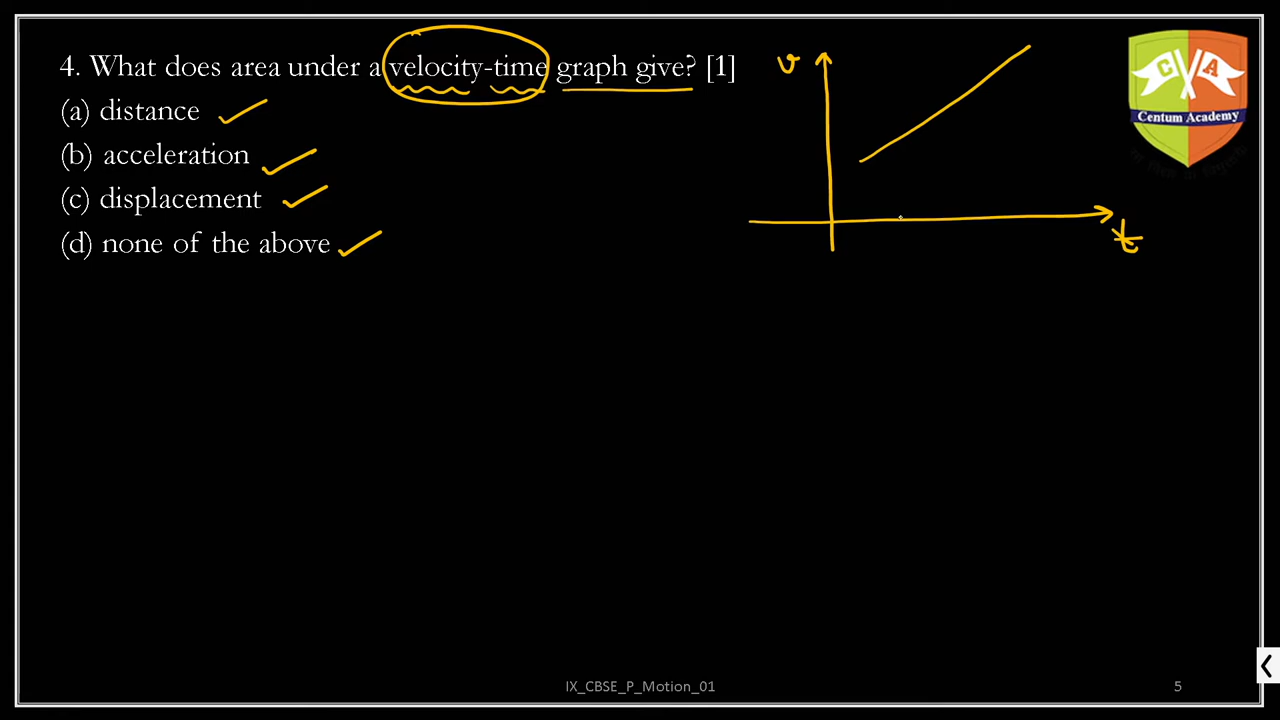 4. What does area under a velocity-time graph give? [1]
(a) distance
(b) acceleration
(c) displacement
(d) none of the above
v
t
C A
Centum Academy
IX_CBSE_P_Motion_01
5